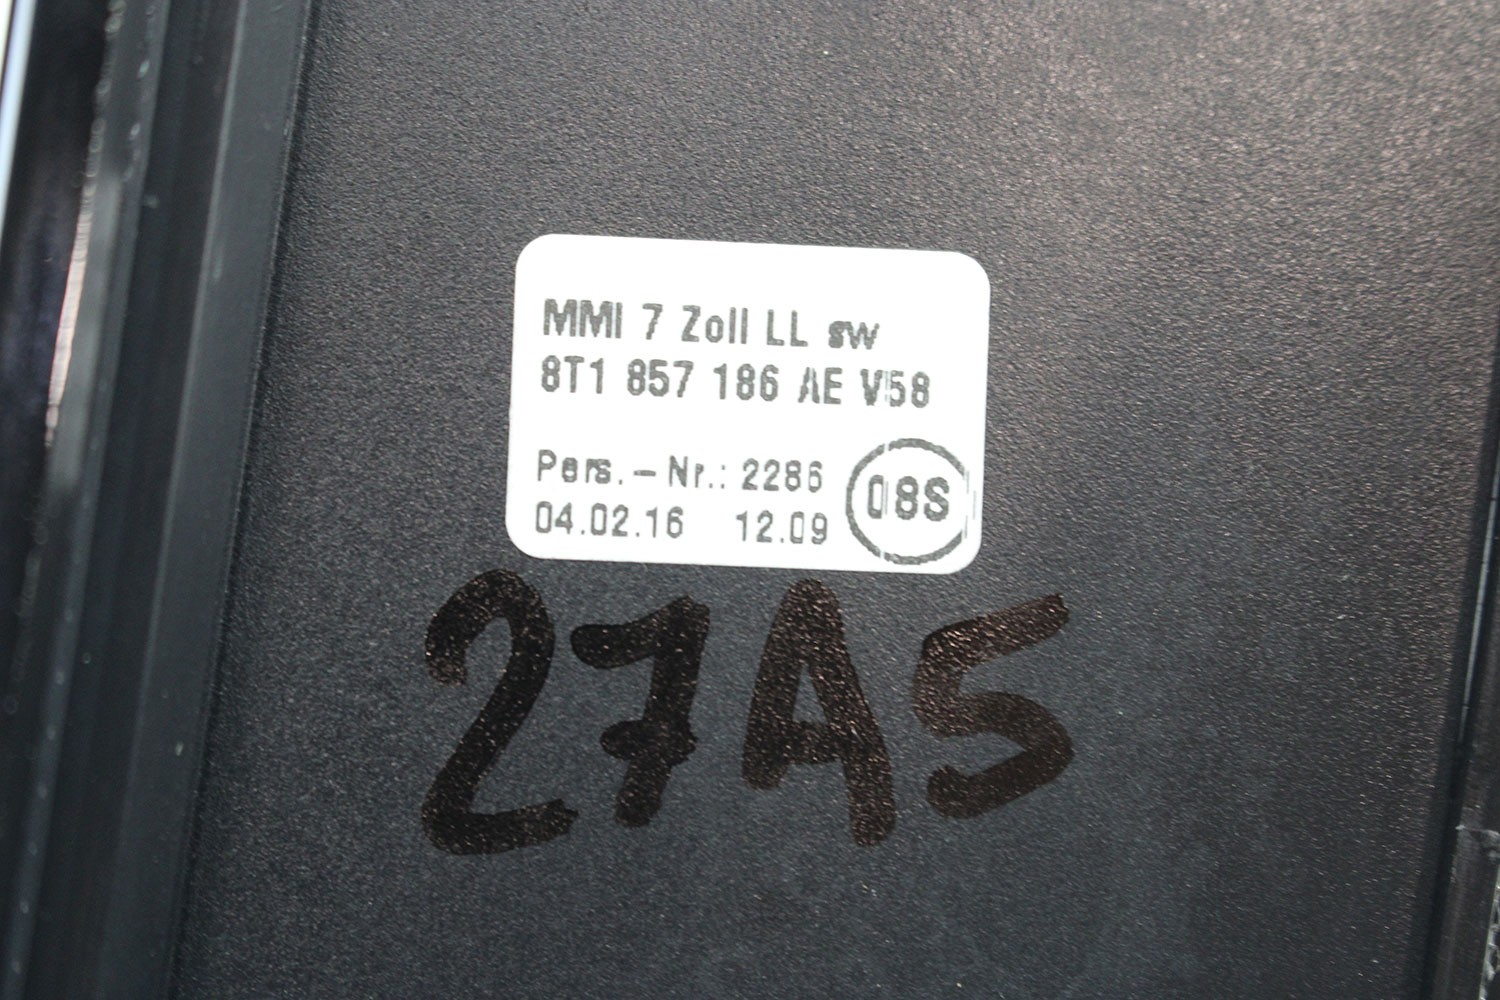 MMI 7 Zoll LL sw
8T1 857 186 AE V58
Pers.-Nr.: 2286
04.02.16 12.09
08S
27A5